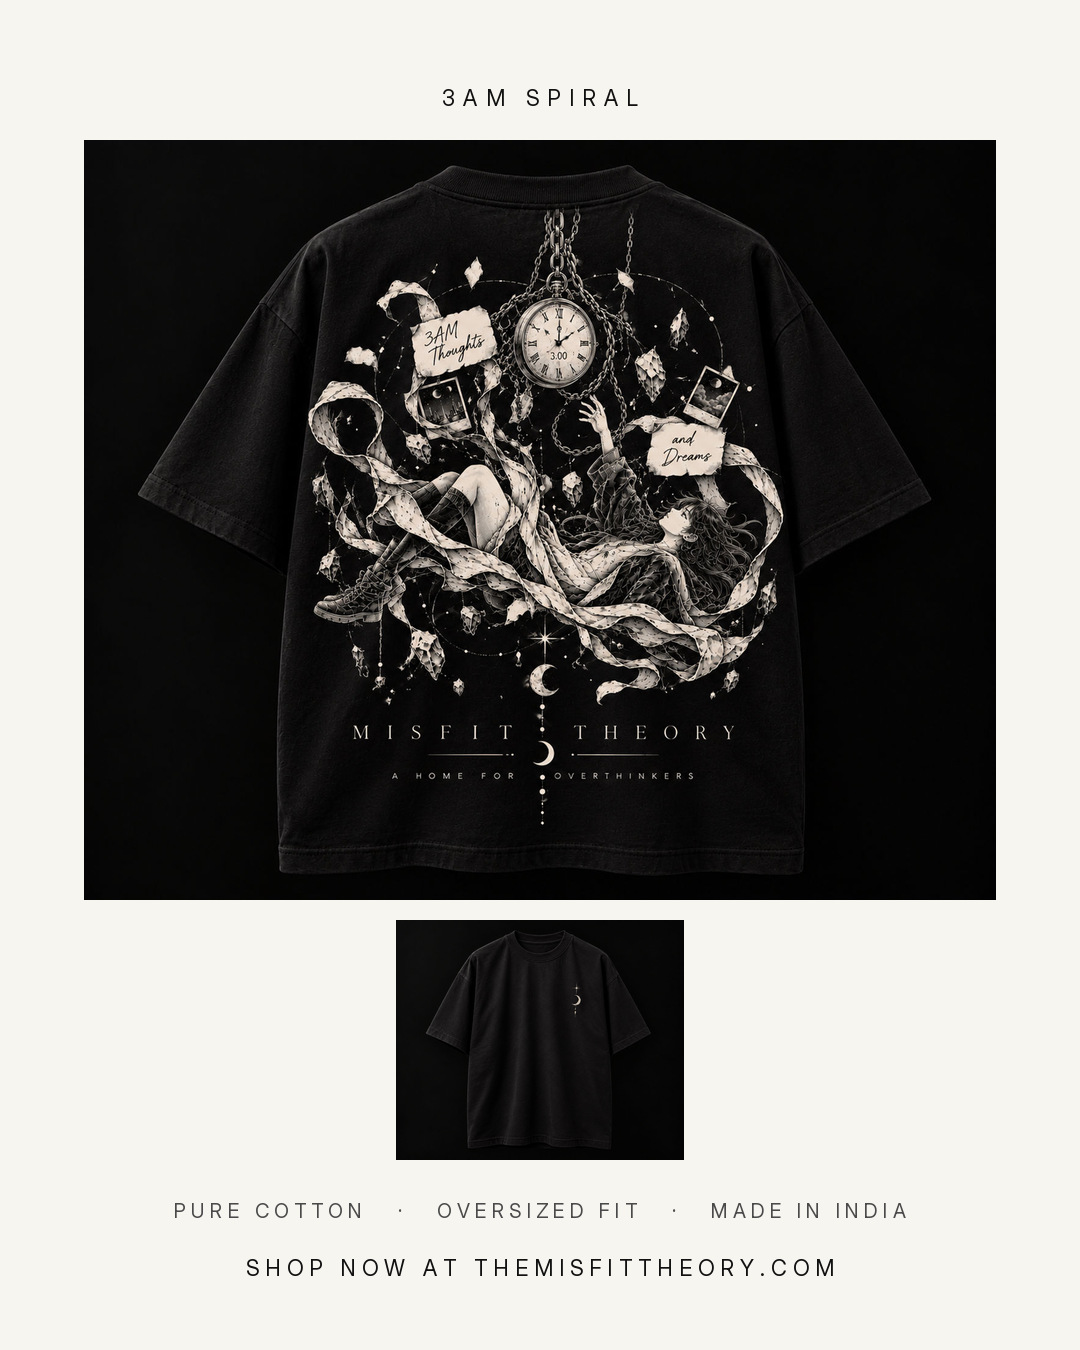 3AM SPIRAL
3AM
Thoughts
3.00
and
Dreams
MISFIT THEORY
A HOME FOR OVERTHINKERS
PURE COTTON · OVERSIZED FIT · MADE IN INDIA
SHOP NOW AT THEMISFITTHEORY.COM